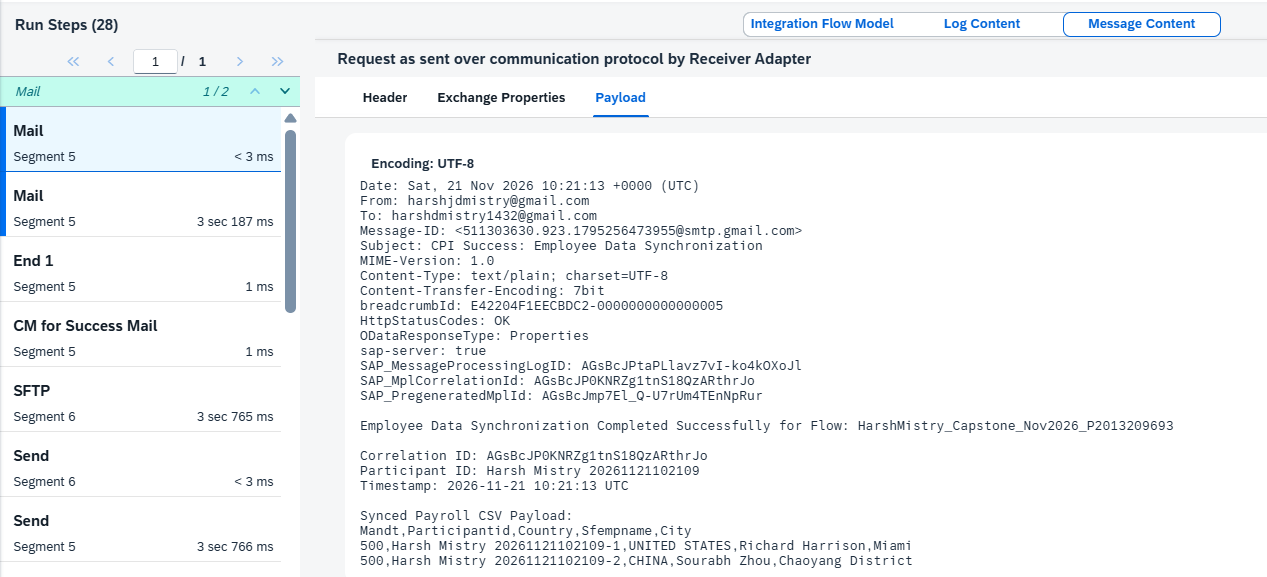 Run Steps (28)
Integration Flow Model Log Content Message Content
1 / 1
Request as sent over communication protocol by Receiver Adapter
Mail 1 / 2
Header Exchange Properties Payload
Mail
Segment 5 < 3 ms
Mail
Segment 5 3 sec 187 ms
End 1
Segment 5 1 ms
CM for Success Mail
Segment 5 1 ms
SFTP
Segment 6 3 sec 765 ms
Send
Segment 6 < 3 ms
Send
Segment 5 3 sec 766 ms
Encoding: UTF-8
Date: Sat, 21 Nov 2026 10:21:13 +0000 (UTC)
From: harshjdmistry@gmail.com
To: harshdmistry1432@gmail.com
Message-ID: <511303630.923.1795256473955@smtp.gmail.com>
Subject: CPI Success: Employee Data Synchronization
MIME-Version: 1.0
Content-Type: text/plain; charset=UTF-8
Content-Transfer-Encoding: 7bit
breadcrumbId: E42204F1EECBDC2-0000000000000005
HttpStatusCodes: OK
ODataResponseType: Properties
sap-server: true
SAP_MessageProcessingLogID: AGsBcJPtaPLlavz7vI-ko4kOXoJl
SAP_MplCorrelationId: AGsBcJP0KNRZg1tnS18QzARthrJo
SAP_PregeneratedMplId: AGsBcJmp7El_Q-U7rUm4TEnNpRur
Employee Data Synchronization Completed Successfully for Flow: HarshMistry_Capstone_Nov2026_P2013209693
Correlation ID: AGsBcJP0KNRZg1tnS18QzARthrJo
Participant ID: Harsh Mistry 20261121102109
Timestamp: 2026-11-21 10:21:13 UTC
Synced Payroll CSV Payload:
Mandt,Participantid,Country,Sfempname,City
500,Harsh Mistry 20261121102109-1,UNITED STATES,Richard Harrison,Miami
500,Harsh Mistry 20261121102109-2,CHINA,Sourabh Zhou,Chaoyang District